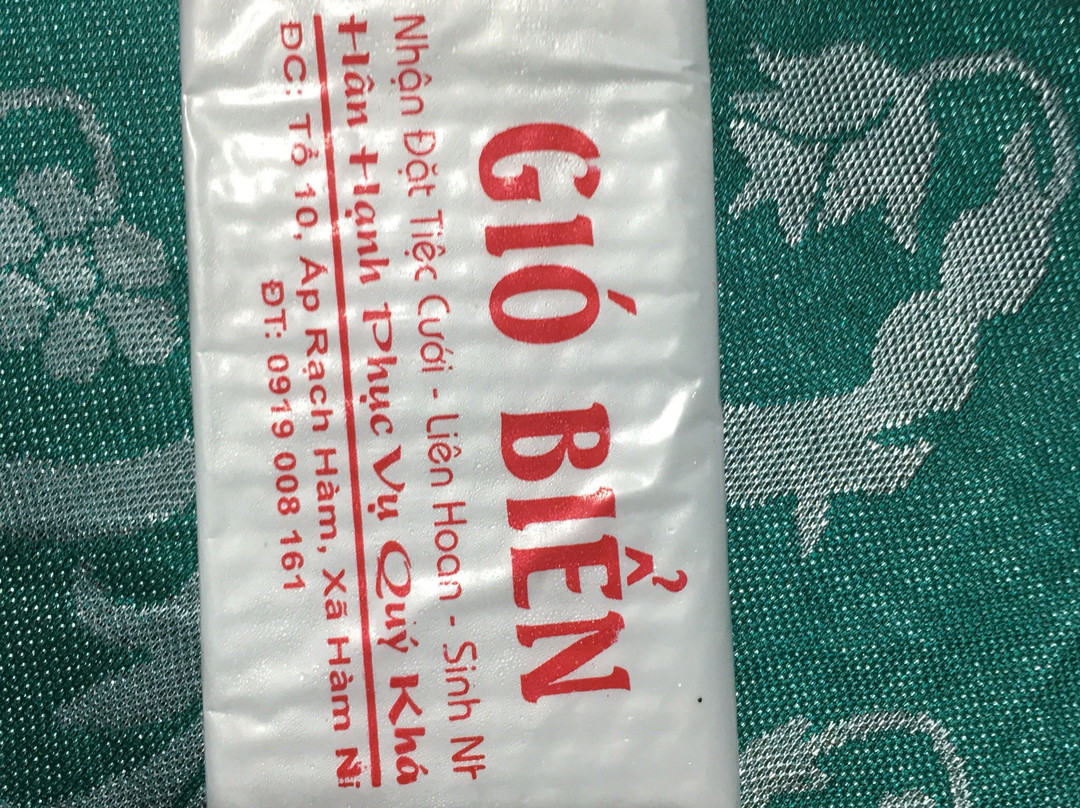 GIÓ BIỂN
Nhận Đặt Tiệc Cưới - Liên Hoan - Sinh Nh
Hân Hạnh Phục Vụ Quý Khá
ĐC: Tổ 10, Ấp Rạch Hàm, Xã Hàm Ni
ĐT: 0919 008 161